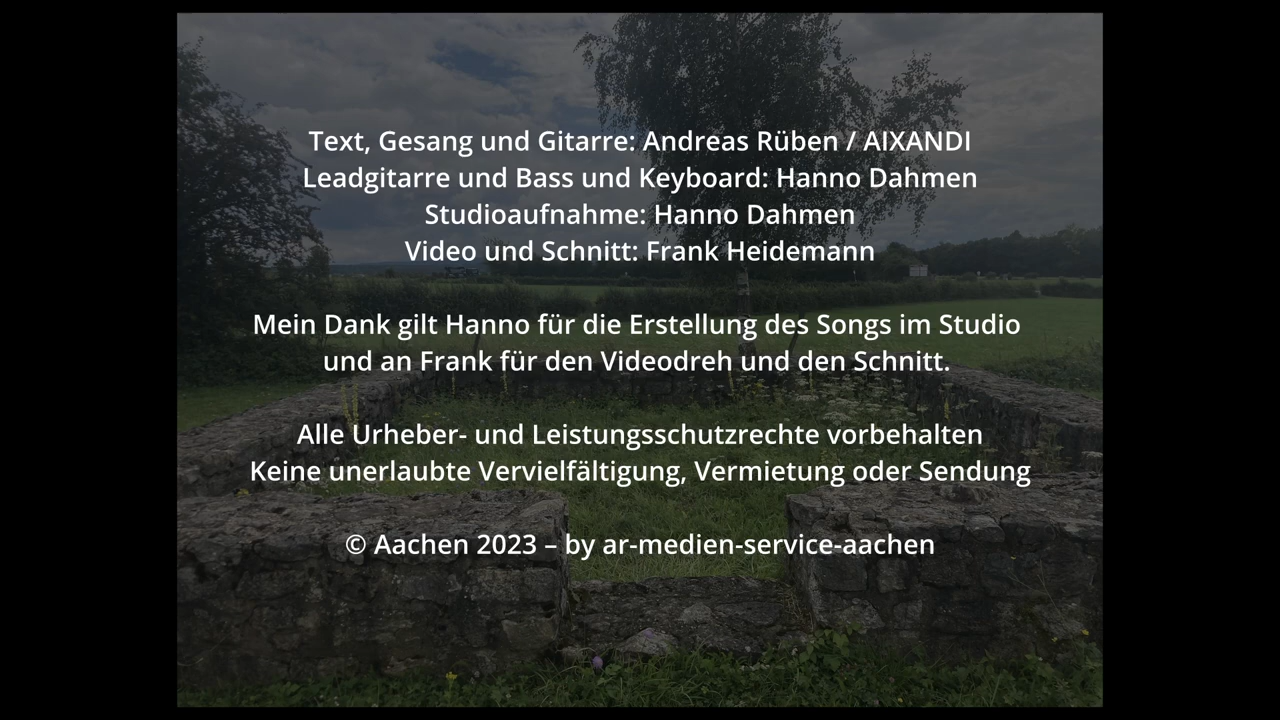 Text, Gesang und Gitarre: Andreas Rüben / AIXANDI
Leadgitarre und Bass und Keyboard: Hanno Dahmen
Studioaufnahme: Hanno Dahmen
Video und Schnitt: Frank Heidemann
Mein Dank gilt Hanno für die Erstellung des Songs im Studio
und an Frank für den Videodreh und den Schnitt.
Alle Urheber- und Leistungsschutzrechte vorbehalten
Keine unerlaubte Vervielfältigung, Vermietung oder Sendung
© Aachen 2023 – by ar-medien-service-aachen